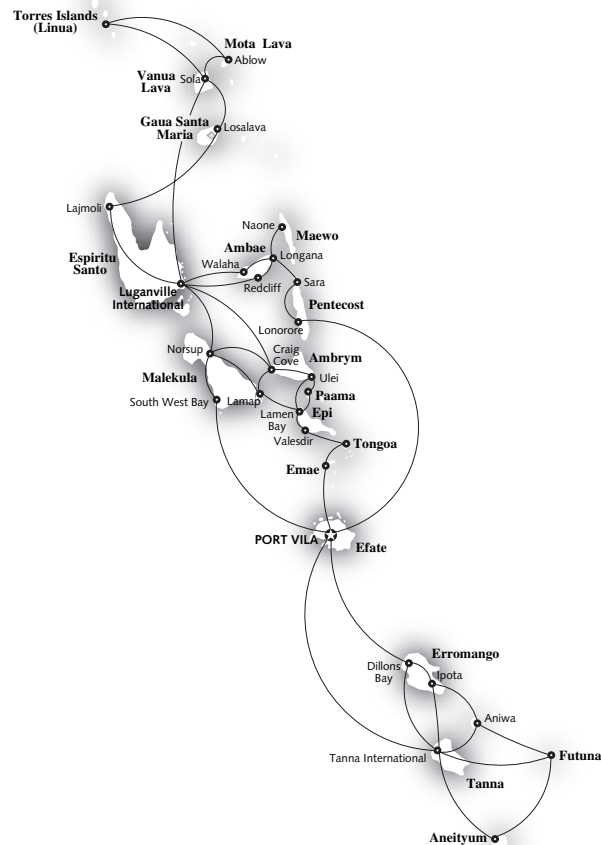 Torres Islands
(Linua)
Mota Lava
Ablow
Vanua
Lava
Sola
Gaua Santa
Maria
Losalava
Lajmoli
Naone
Maewo
Ambae
Longana
Walaha
Espiritu
Santo
Redcliff
Sara
Luganville
International
Pentecost
Lonorore
Norsup
Craig
Cove
Ambrym
Ulei
Malekula
Paama
South West Bay
Lamap
Lamen
Bay
Epi
Valesdir
Tongoa
Emae
PORT VILA
Efate
Erromango
Dillons
Bay
Ipota
Aniwa
Tanna International
Futuna
Tanna
Aneityum